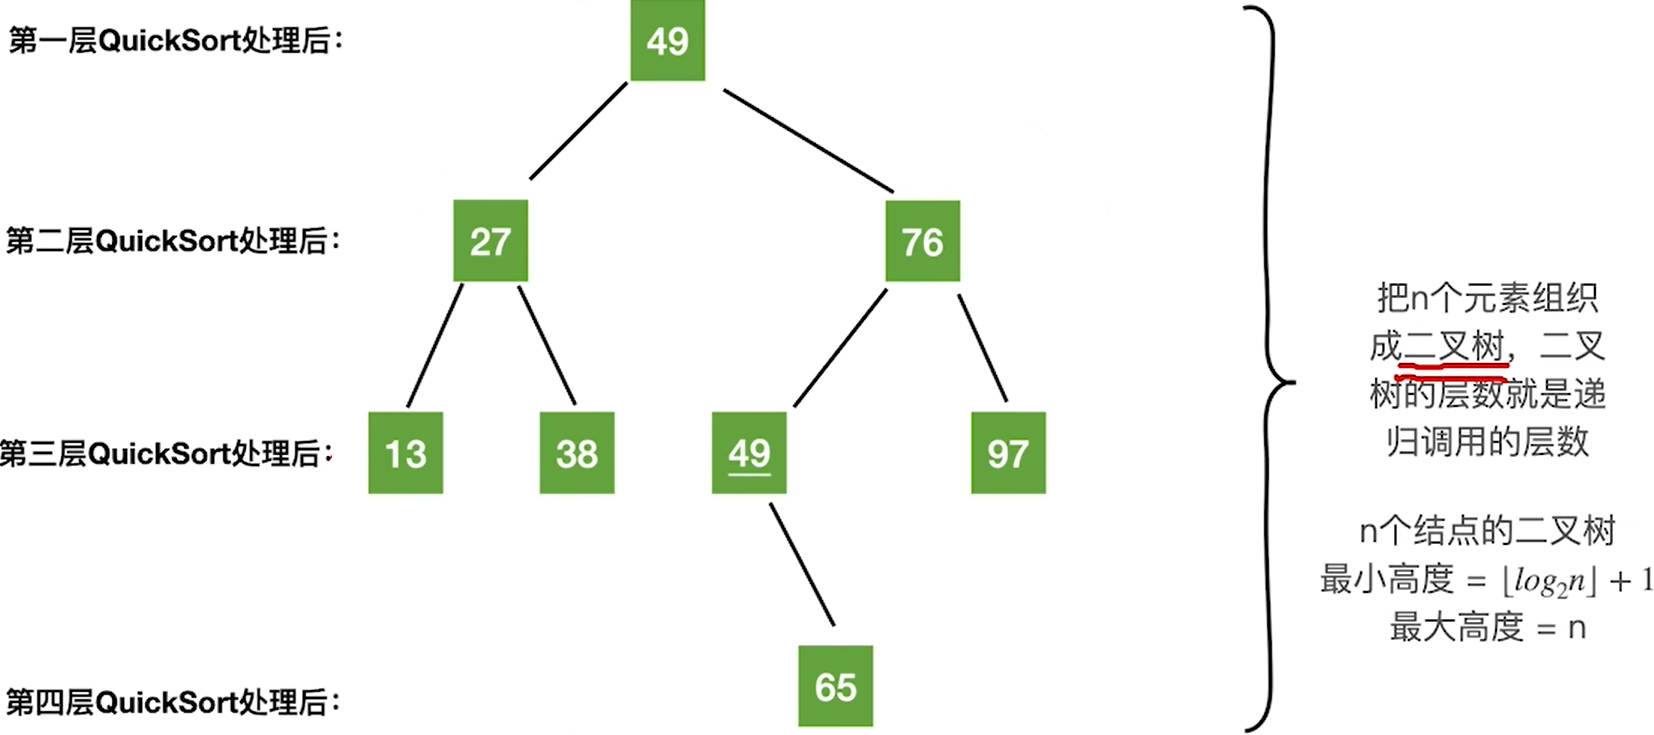 第一层QuickSort处理后：
49
第二层QuickSort处理后：
27
76
第三层QuickSort处理后：
13
38
49
97
第四层QuickSort处理后：
65
把n个元素组织
成二叉树，二叉
树的层数就是递
归调用的层数
n个结点的二叉树
最小高度 = ⌊log₂n⌋ + 1
最大高度 = n